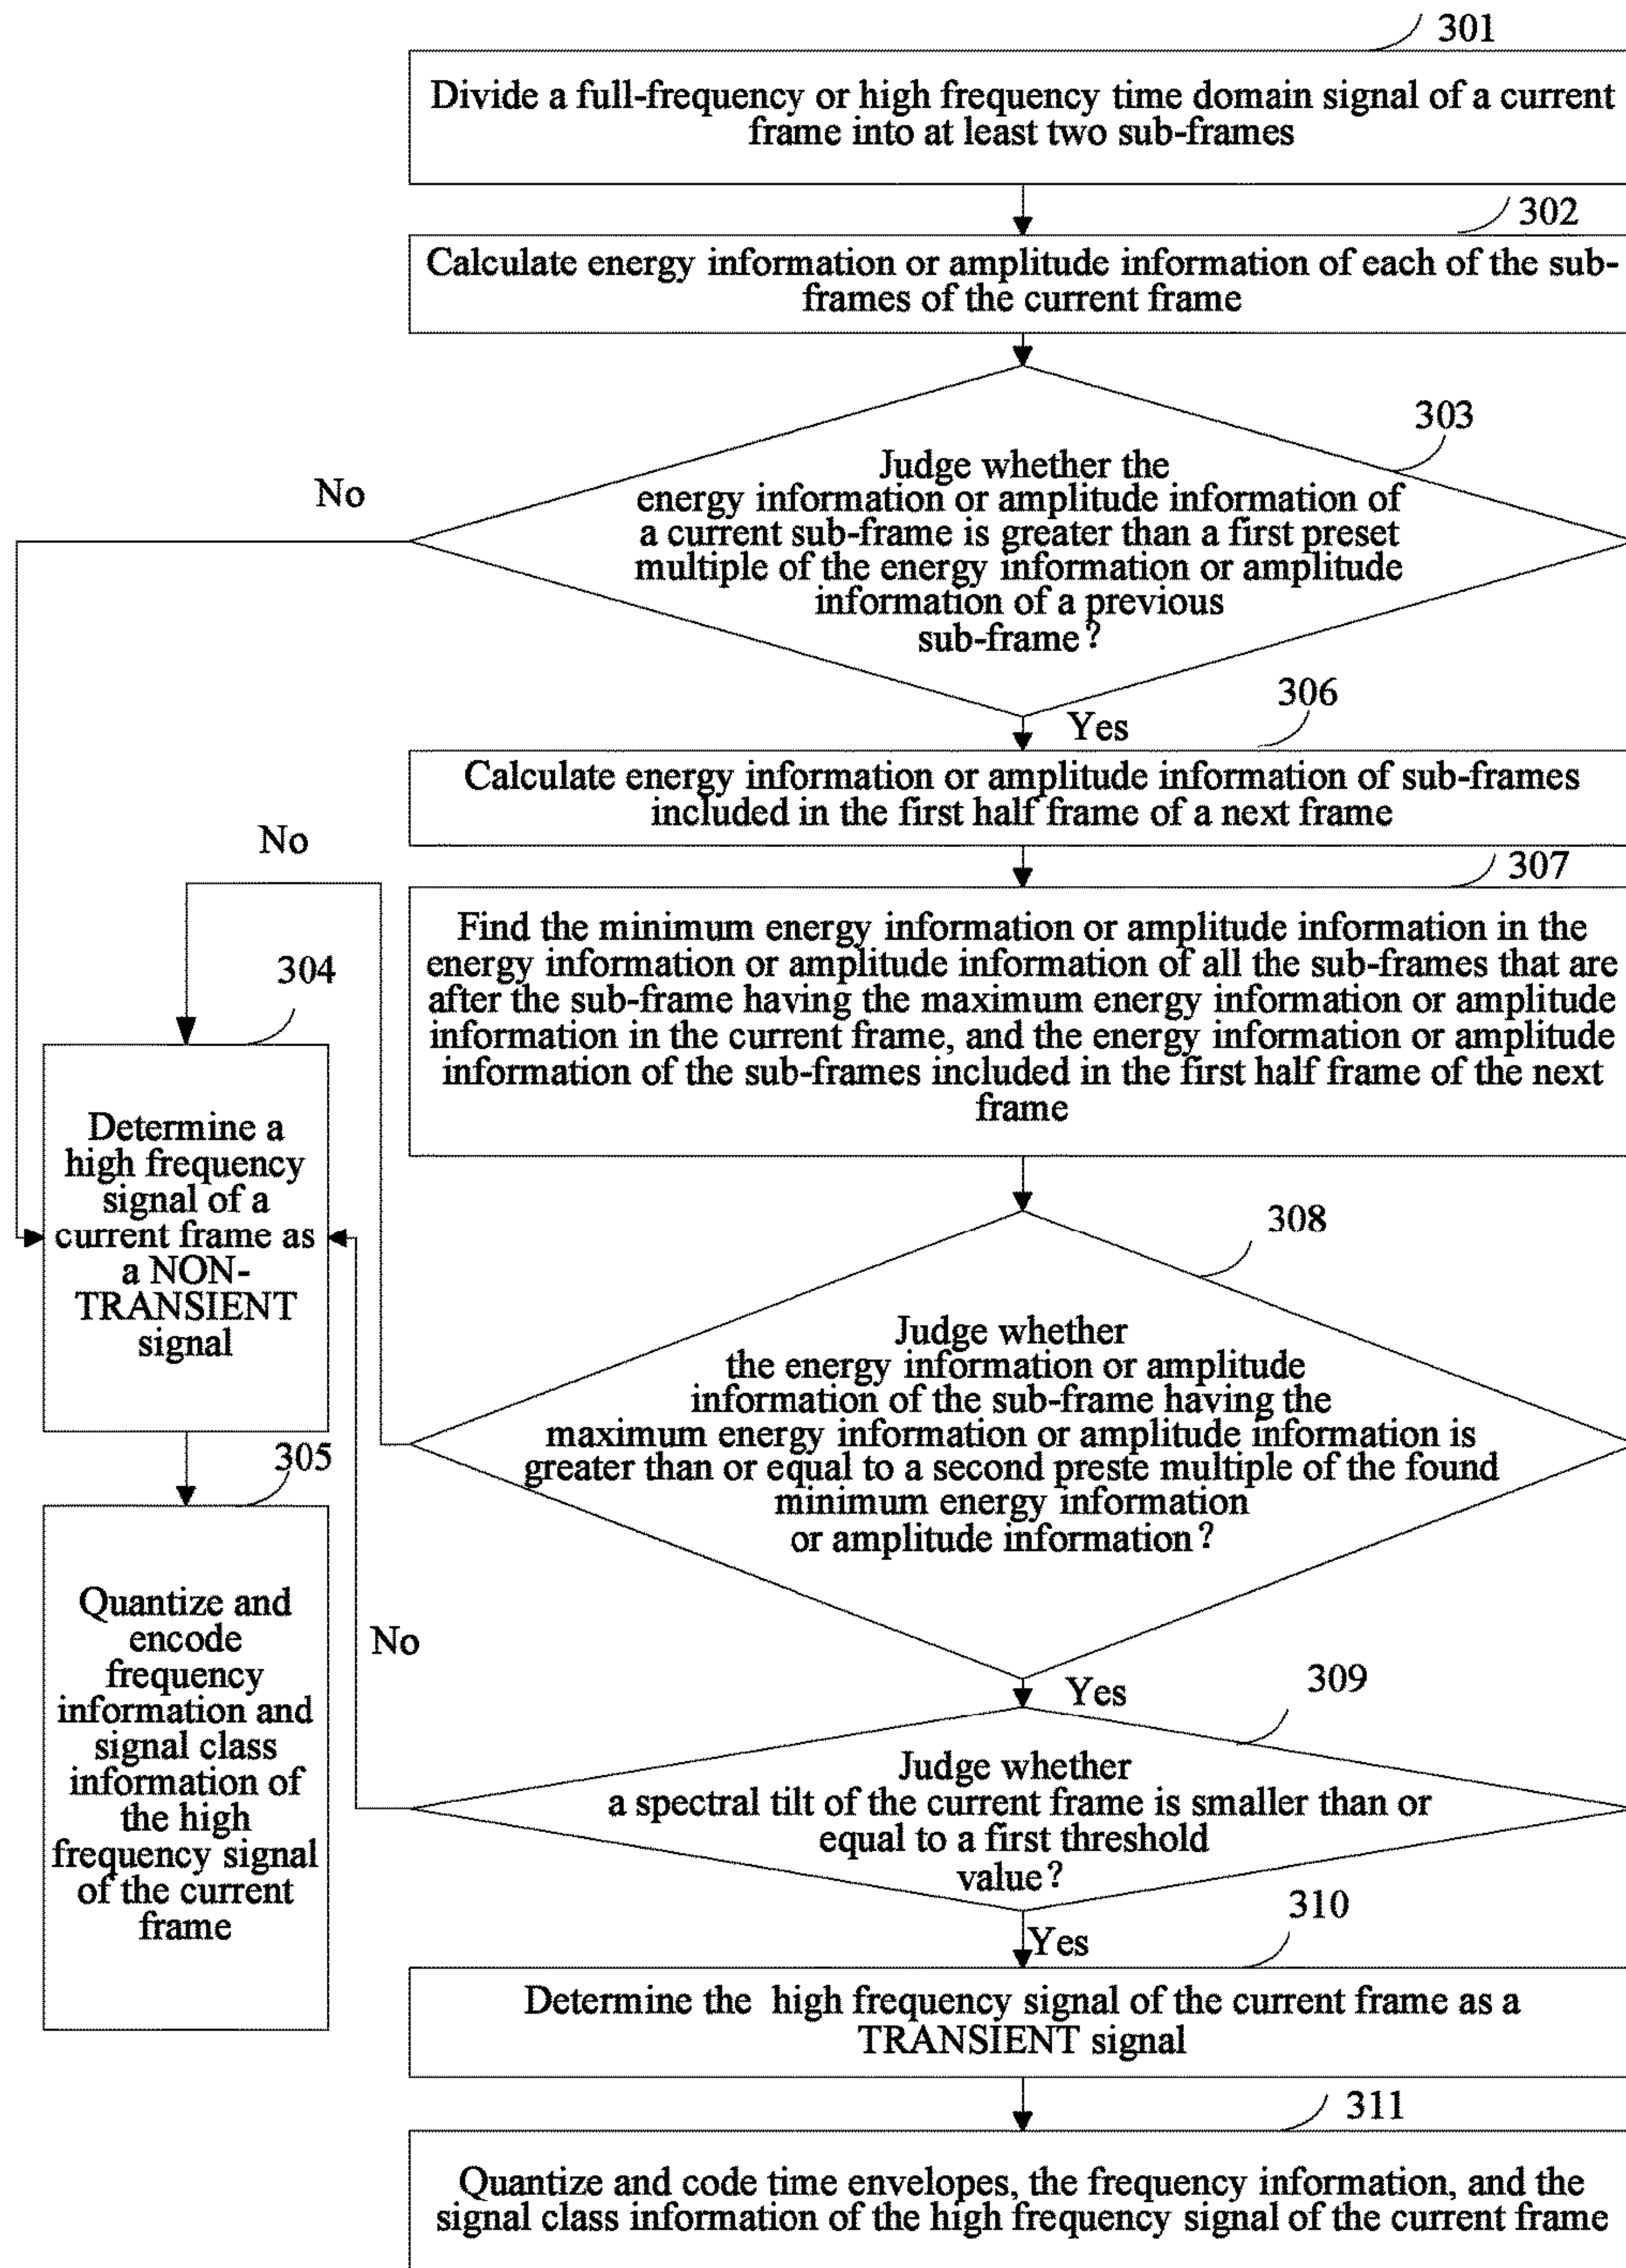 301
Divide a full-frequency or high frequency time domain signal of a current
frame into at least two sub-frames
302
Calculate energy information or amplitude information of each of the sub-
frames of the current frame
303
Judge whether the
energy information or amplitude information of
a current sub-frame is greater than a first preset
multiple of the energy information or amplitude
information of a previous
sub-frame?
No
306
Yes
Calculate energy information or amplitude information of sub-frames
included in the first half frame of a next frame
No
307
Find the minimum energy information or amplitude information in the
energy information or amplitude information of all the sub-frames that are
after the sub-frame having the maximum energy information or amplitude
information in the current frame, and the energy information or amplitude
information of the sub-frames included in the first half frame of the next
frame
304
Determine a
high frequency
signal of a
current frame as
a NON-
TRANSIENT
signal
308
Judge whether
the energy information or amplitude
information of the sub-frame having the
maximum energy information or amplitude information is
greater than or equal to a second preste multiple of the found
minimum energy information
or amplitude information?
305
Quantize and
encode
frequency
information and
signal class
information of
the high
frequency signal
of the current
frame
No
Yes
309
Judge whether
a spectral tilt of the current frame is smaller than or
equal to a first threshold
value?
310
Yes
Determine the high frequency signal of the current frame as a
TRANSIENT signal
311
Quantize and code time envelopes, the frequency information, and the
signal class information of the high frequency signal of the current frame